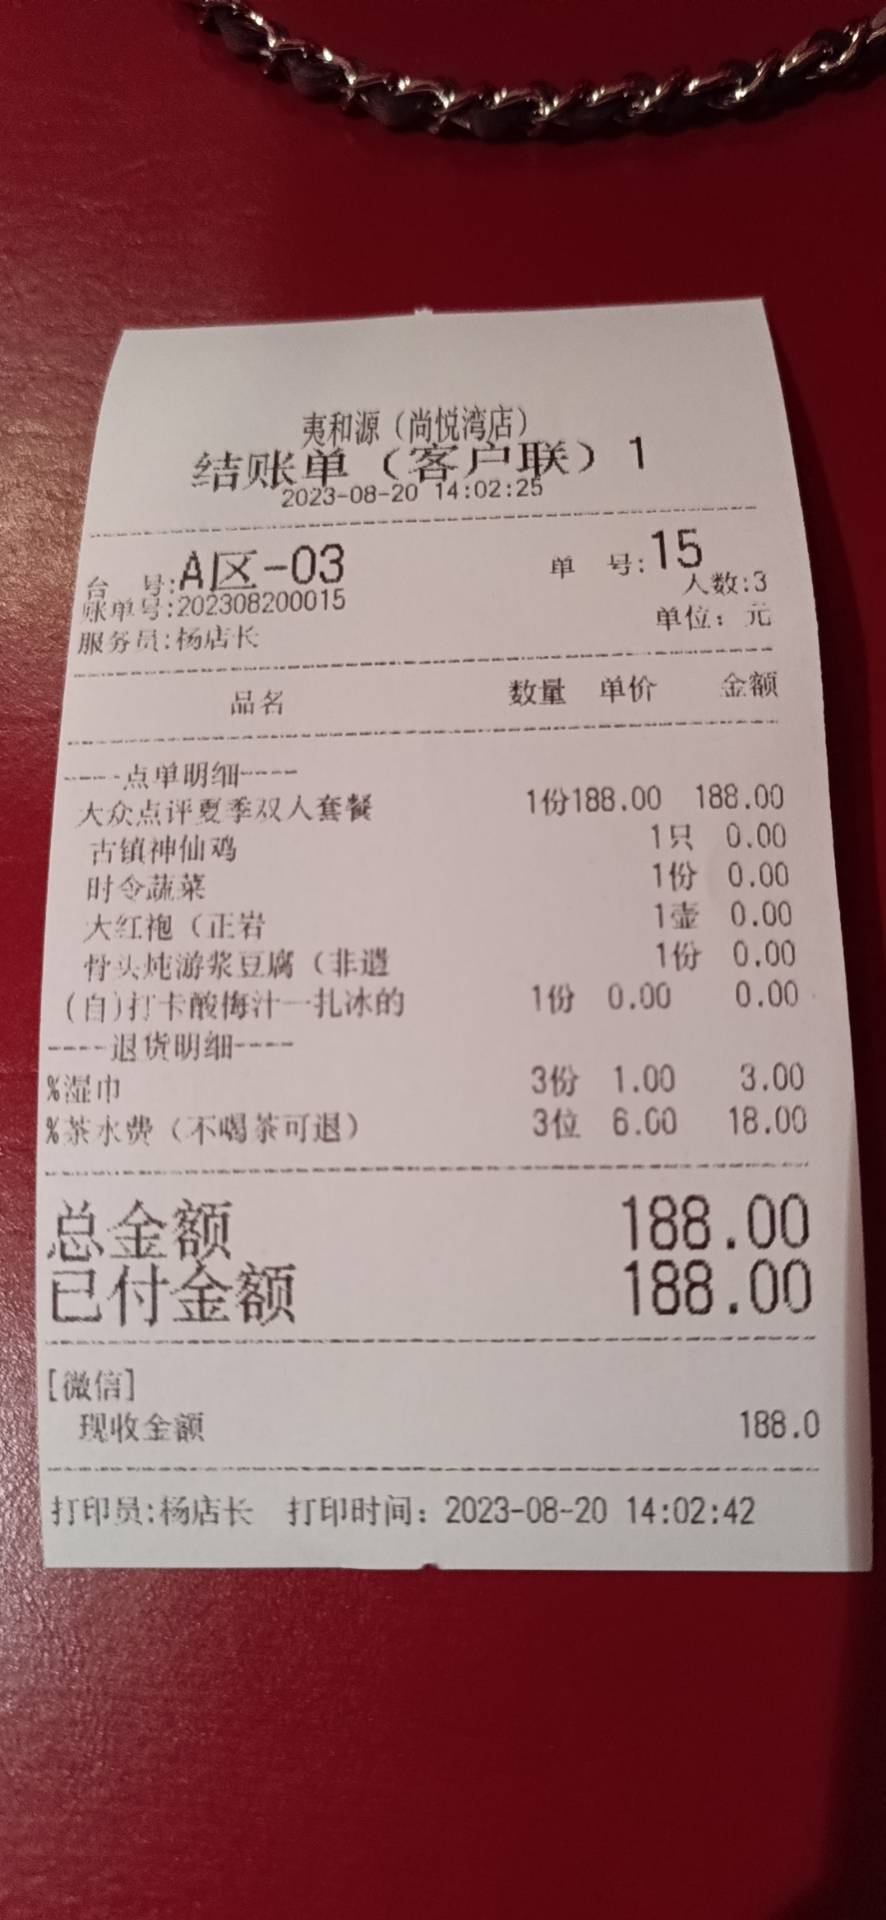 夷和源（尚悦湾店）
结账单（客户联）1
2023-08-20 14:02:25
台 号:A区-03 单 号:15
人数:3
账单号:202308200015
单位：元
服务员:杨店长
品名 数量 单价 金额
----点单明细----
大众点评夏季双人套餐 1份188.00 188.00
古镇神仙鸡 1只 0.00
时令蔬菜 1份 0.00
大红袍（正岩 1壶 0.00
骨头炖游浆豆腐（非遗 1份 0.00
(自)打卡酸梅汁一扎冰的 1份 0.00 0.00
----退货明细----
%湿巾 3份 1.00 3.00
%茶水费（不喝茶可退） 3位 6.00 18.00
总金额 188.00
已付金额 188.00
[微信]
现收金额 188.0
打印员:杨店长 打印时间：2023-08-20 14:02:42